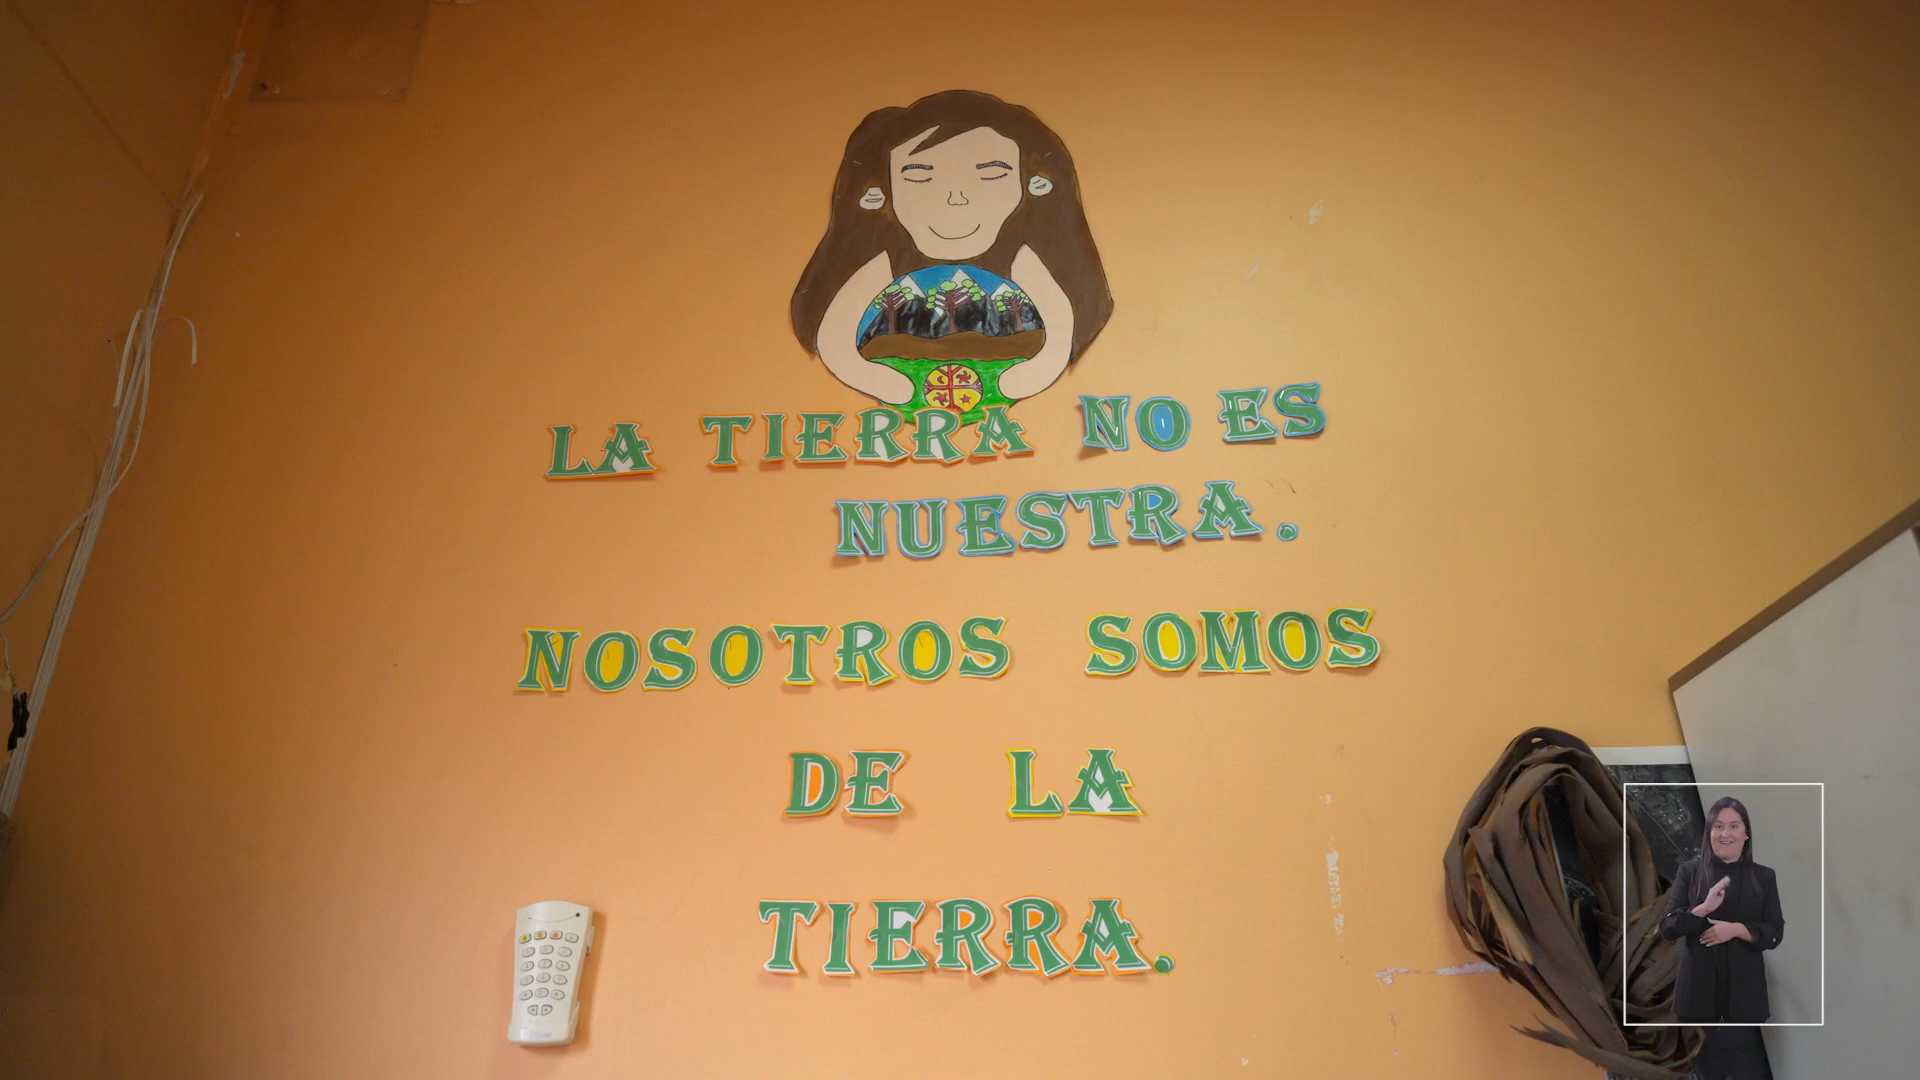 LA TIERRA NO ES
NUESTRA.
NOSOTROS SOMOS
DE LA
TIERRA.